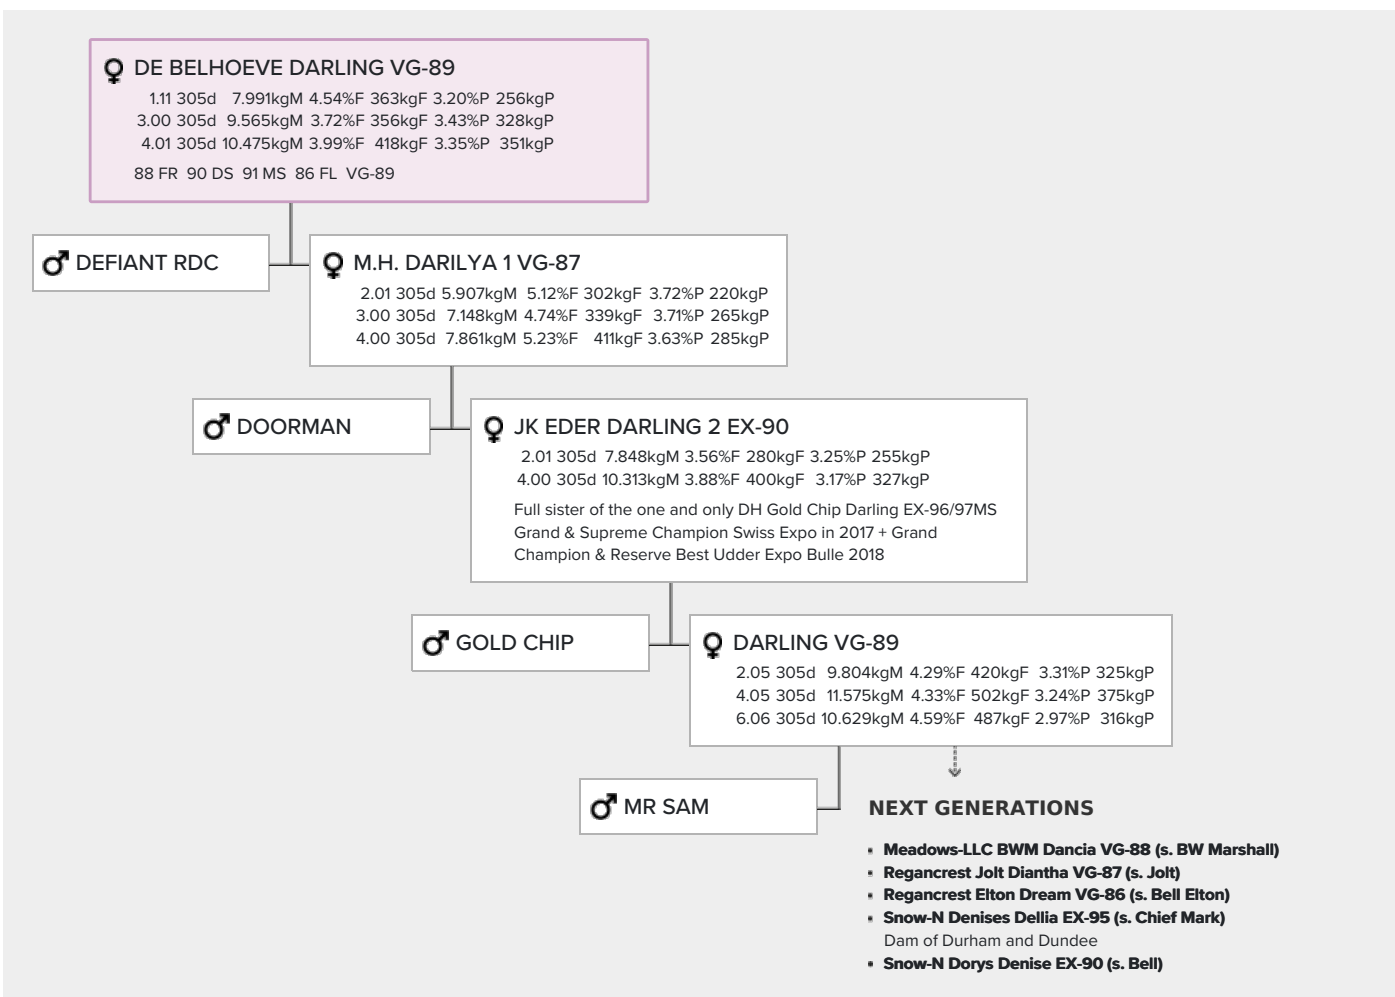 DE BELHOEVE DARLING VG-89
1.11 305d 7.991kgM 4.54%F 363kgF 3.20%P 256kgP
3.00 305d 9.565kgM 3.72%F 356kgF 3.43%P 328kgP
4.01 305d 10.475kgM 3.99%F 418kgF 3.35%P 351kgP
88 FR 90 DS 91 MS 86 FL VG-89
DEFIANT RDC
M.H. DARILYA 1 VG-87
2.01 305d 5.907kgM 5.12%F 302kgF 3.72%P 220kgP
3.00 305d 7.148kgM 4.74%F 339kgF 3.71%P 265kgP
4.00 305d 7.861kgM 5.23%F 411kgF 3.63%P 285kgP
DOORMAN
JK EDER DARLING 2 EX-90
2.01 305d 7.848kgM 3.56%F 280kgF 3.25%P 255kgP
4.00 305d 10.313kgM 3.88%F 400kgF 3.17%P 327kgP
Full sister of the one and only DH Gold Chip Darling EX-96/97MS
Grand & Supreme Champion Swiss Expo in 2017 + Grand
Champion & Reserve Best Udder Expo Bulle 2018
GOLD CHIP
DARLING VG-89
2.05 305d 9.804kgM 4.29%F 420kgF 3.31%P 325kgP
4.05 305d 11.575kgM 4.33%F 502kgF 3.24%P 375kgP
6.06 305d 10.629kgM 4.59%F 487kgF 2.97%P 316kgP
MR SAM
NEXT GENERATIONS
Meadows-LLC BWM Dancia VG-88 (s. BW Marshall)
Regancrest Jolt Diantha VG-87 (s. Jolt)
Regancrest Elton Dream VG-86 (s. Bell Elton)
Snow-N Denises Dellia EX-95 (s. Chief Mark)
Dam of Durham and Dundee
Snow-N Dorys Denise EX-90 (s. Bell)